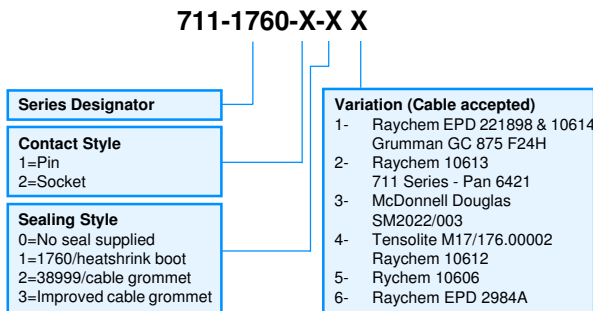 711-1760-X-X X
Series Designator
Contact Style
1=Pin
2=Socket
Sealing Style
0=No seal supplied
1=1760/heatshrink boot
2=38999/cable grommet
3=Improved cable grommet
Variation (Cable accepted)
1- Raychem EPD 221898 & 10614
Grumman GC 875 F24H
2- Raychem 10613
711 Series - Pan 6421
3- McDonnell Douglas
SM2022/003
4- Tensolite M17/176.00002
Raychem 10612
5- Rychem 10606
6- Raychem EPD 2984A